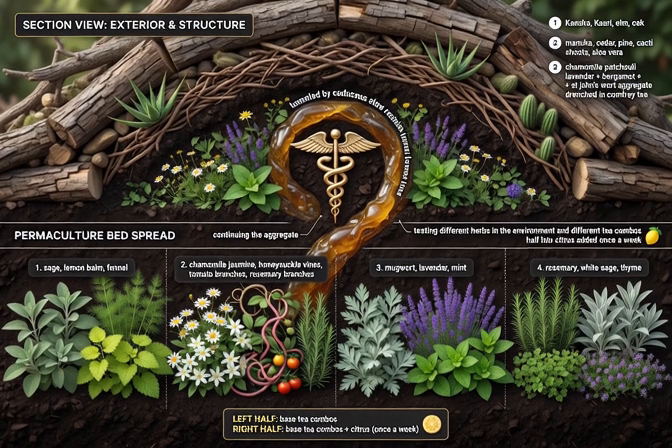 SECTION VIEW: EXTERIOR & STRUCTURE
1 Kanuka, Kauri, elm, oak
2 manuka, cedar, pine, cacti
shoots, aloe vera
2 chamomile patchouli
lavender + bergamot +
+ st john's wort aggregate
drenched in comfrey tea
tunneled by
continuing the aggregate
testing different herbs in the environment and different tea combos
half his citrus added once a week
PERMACULTURE BED SPREAD
1. sage, lemon balm, fennel
2. chamomile jasmine, honeysuckle vines,
tomato branches, rosemary branches
3. mugwort, lavender, mint
4. rosemary, white sage, thyme
LEFT HALF: base tea combos
RIGHT HALF: base tea combos + citrus (once a week)